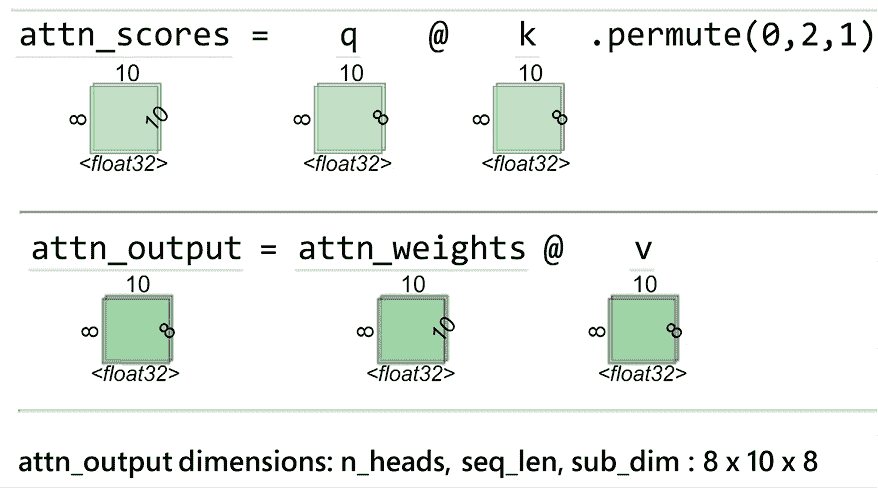 attn_scores = q @ k .permute(0,2,1)
10 10 10
8 10 8 8 8 8
<float32> <float32> <float32>
attn_output = attn_weights @ v
10 10 10
8 8 8 10 8 8
<float32> <float32> <float32>
attn_output dimensions: n_heads, seq_len, sub_dim : 8 x 10 x 8